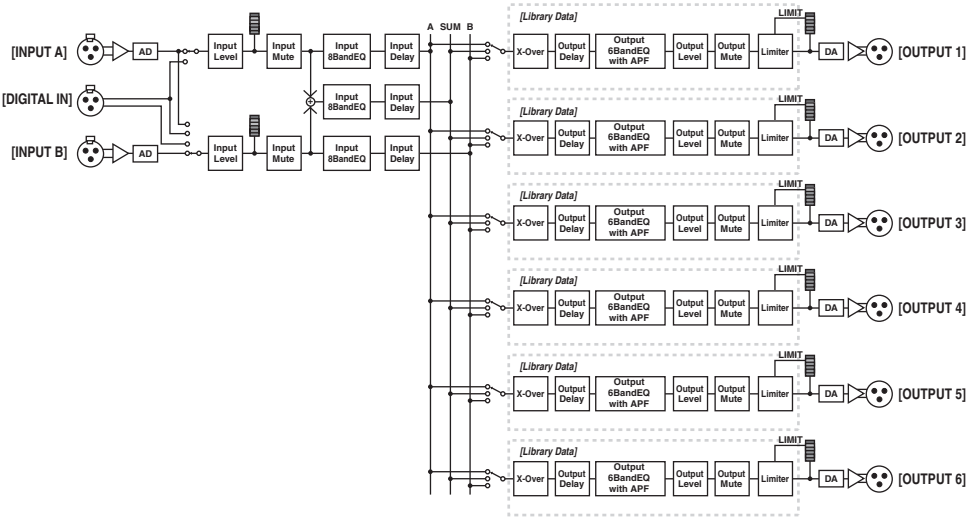 A SUM B
[INPUT A]
AD
Input
Level
Input
Mute
Input
8BandEQ
Input
Delay
[DIGITAL IN]
Input
8BandEQ
Input
Delay
[INPUT B]
AD
Input
Level
Input
Mute
Input
8BandEQ
Input
Delay
[Library Data]
LIMIT
X-Over
Output
Delay
Output
6BandEQ
with APF
Output
Level
Output
Mute
Limiter
DA
[OUTPUT 1]
[Library Data]
LIMIT
X-Over
Output
Delay
Output
6BandEQ
with APF
Output
Level
Output
Mute
Limiter
DA
[OUTPUT 2]
[Library Data]
LIMIT
X-Over
Output
Delay
Output
6BandEQ
with APF
Output
Level
Output
Mute
Limiter
DA
[OUTPUT 3]
[Library Data]
LIMIT
X-Over
Output
Delay
Output
6BandEQ
with APF
Output
Level
Output
Mute
Limiter
DA
[OUTPUT 4]
[Library Data]
LIMIT
X-Over
Output
Delay
Output
6BandEQ
with APF
Output
Level
Output
Mute
Limiter
DA
[OUTPUT 5]
[Library Data]
LIMIT
X-Over
Output
Delay
Output
6BandEQ
with APF
Output
Level
Output
Mute
Limiter
DA
[OUTPUT 6]